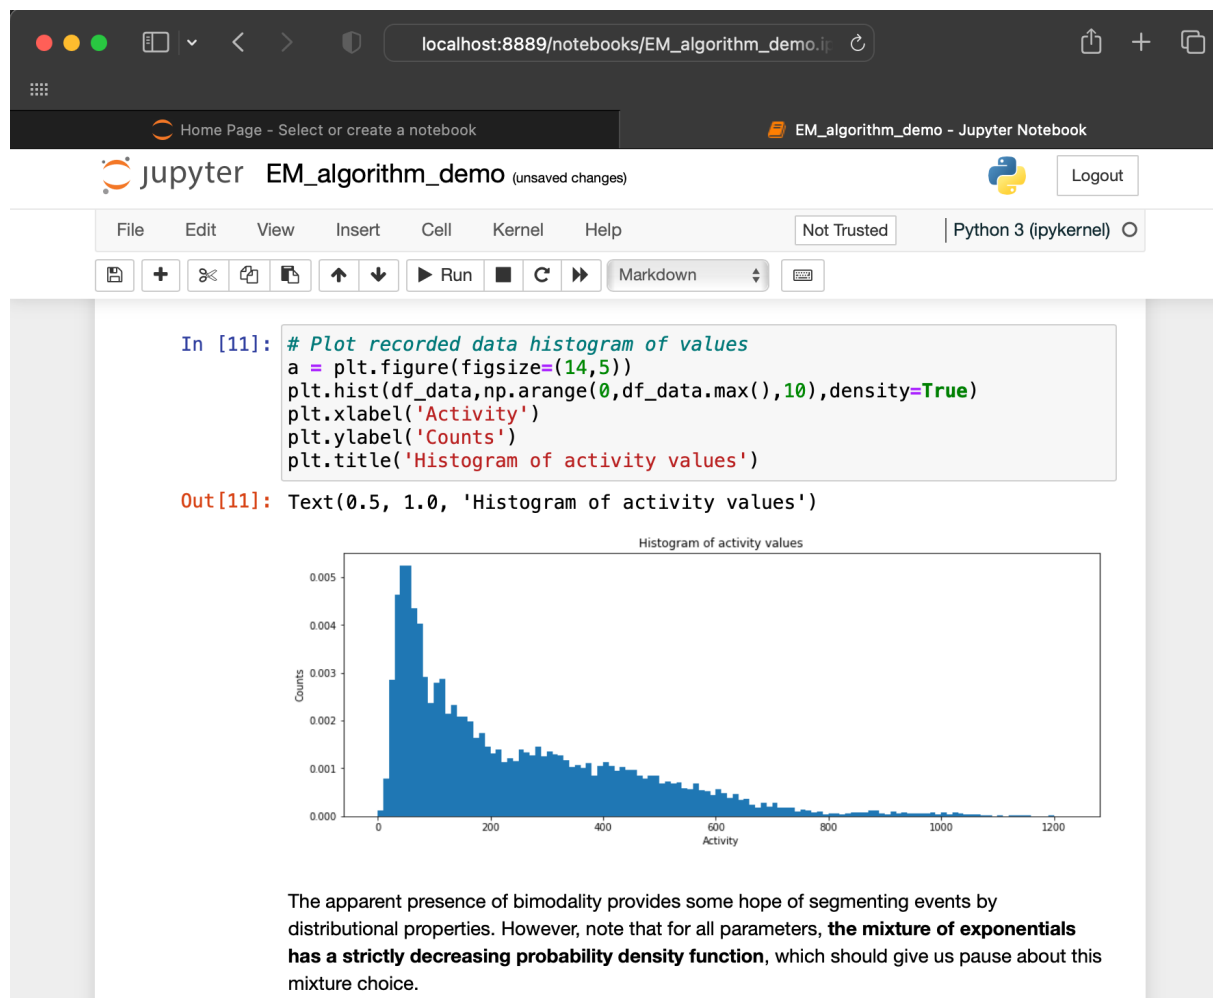 localhost:8889/notebooks/EM_algorithm_demo.ip
Home Page - Select or create a notebook
EM_algorithm_demo - Jupyter Notebook
jupyter EM_algorithm_demo (unsaved changes)
Logout
File Edit View Insert Cell Kernel Help
Not Trusted
Python 3 (ipykernel)
Run
Markdown
In [11]:
# Plot recorded data histogram of values
a = plt.figure(figsize=(14,5))
plt.hist(df_data,np.arange(0,df_data.max(),10),density=True)
plt.xlabel('Activity')
plt.ylabel('Counts')
plt.title('Histogram of activity values')
Out[11]: Text(0.5, 1.0, 'Histogram of activity values')
Histogram of activity values
0.005
0.004
0.003
0.002
0.001
0.000
Counts
0 200 400 600 800 1000 1200
Activity
The apparent presence of bimodality provides some hope of segmenting events by
distributional properties. However, note that for all parameters, the mixture of exponentials
has a strictly decreasing probability density function, which should give us pause about this
mixture choice.